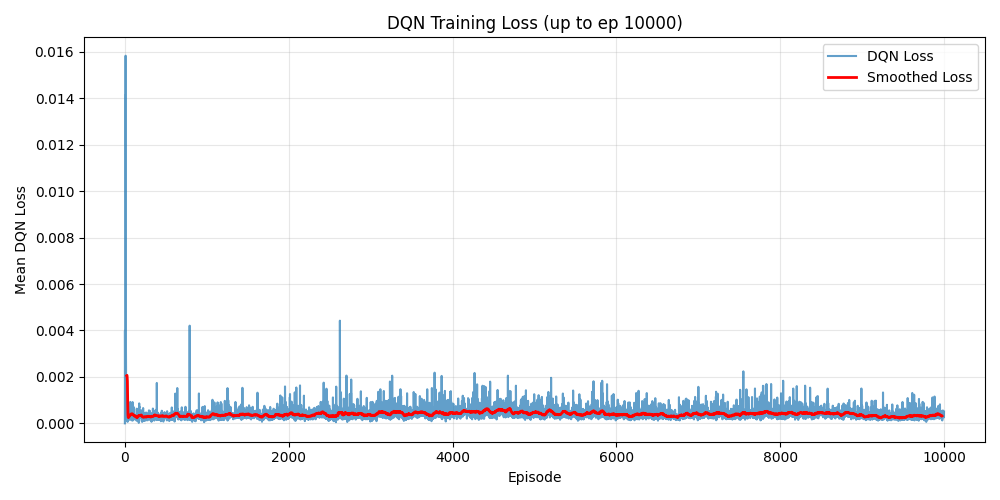 DQN Training Loss (up to ep 10000)
DQN Loss
Smoothed Loss
Mean DQN Loss
0.016
0.014
0.012
0.010
0.008
0.006
0.004
0.002
0.000
0 2000 4000 6000 8000 10000
Episode